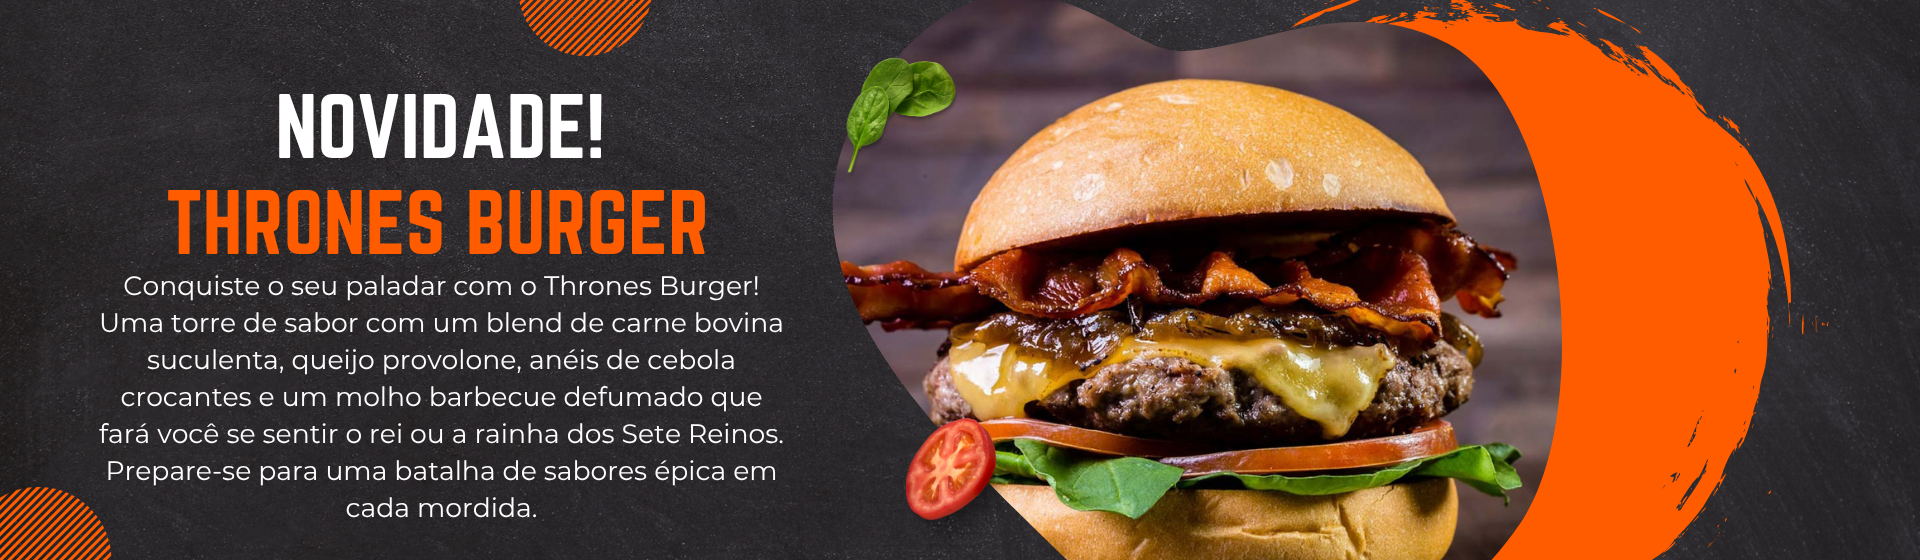 NOVIDADE!
THRONES BURGER
Conquiste o seu paladar com o Thrones Burger!
Uma torre de sabor com um blend de carne bovina
suculenta, queijo provolone, anéis de cebola
crocantes e um molho barbecue defumado que
fará você se sentir o rei ou a rainha dos Sete Reinos.
Prepare-se para uma batalha de sabores épica em
cada mordida.